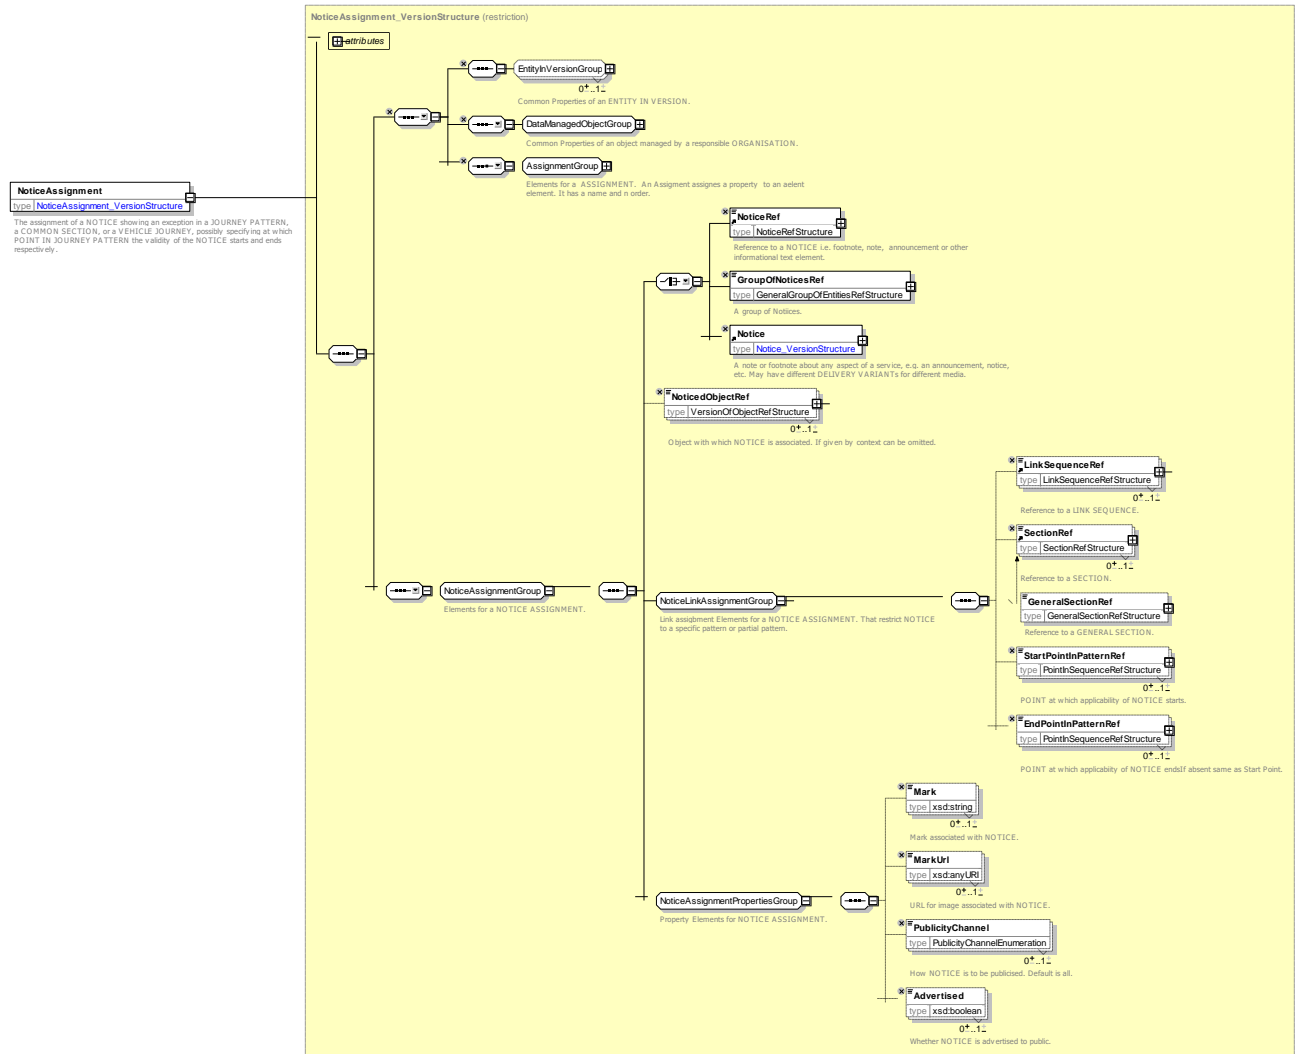 NoticeAssignment_VersionStructure (restriction)
attributes
EntityInVersionGroup
0..1
Common Properties of an ENTITY IN VERSION.
DataManagedObjectGroup
Common Properties of an object managed by a responsible ORGANISATION.
AssignmentGroup
Elements for a ASSIGNMENT. An Assigment assignes a property to an aelent
element. It has a name and n order.
NoticeAssignment
type NoticeAssignment_VersionStructure
The assignment of a NOTICE showing an exception in a JOURNEY PATTERN,
a COMMON SECTION, or a VEHICLE JOURNEY, possibly specifying at which
POINT IN JOURNEY PATTERN the validity of the NOTICE starts and ends
respectively.
NoticeRef
type NoticeRefStructure
Reference to a NOTICE i.e. footnote, note, announcement or other
informational text element.
GroupOfNoticesRef
type GeneralGroupOfEntitiesRefStructure
A group of Notiices.
Notice
type Notice_VersionStructure
A note or footnote about any aspect of a service, e.g. an announcement, notice,
etc. May have different DELIVERY VARIANTs for different media.
NoticedObjectRef
type VersionOfObjectRefStructure
0..1
Object with which NOTICE is associated. If given by context can be omitted.
LinkSequenceRef
type LinkSequenceRefStructure
0..1
Reference to a LINK SEQUENCE.
SectionRef
type SectionRefStructure
0..1
Reference to a SECTION.
NoticeAssignmentGroup
Elements for a NOTICE ASSIGNMENT.
NoticeLinkAssignmentGroup
Link assigbment Elements for a NOTICE ASSIGNMENT. That restrict NOTICE
to a specific pattern or partial pattern.
GeneralSectionRef
type GeneralSectionRefStructure
Reference to a GENERAL SECTION.
StartPointInPatternRef
type PointInSequenceRefStructure
0..1
POINT at which applicability of NOTICE starts.
EndPointInPatternRef
type PointInSequenceRefStructure
0..1
POINT at which applicabiity of NOTICE endsIf absent same as Start Point.
Mark
type xsd:string
0..1
Mark associated with NOTICE.
MarkUrl
type xsd:anyURI
0..1
URL for image associated with NOTICE.
NoticeAssignmentPropertiesGroup
Property Elements for NOTICE ASSIGNMENT.
PublicityChannel
type PublicityChannelEnumeration
0..1
How NOTICE is to be publicised. Default is all.
Advertised
type xsd:boolean
0..1
Whether NOTICE is advertised to public.